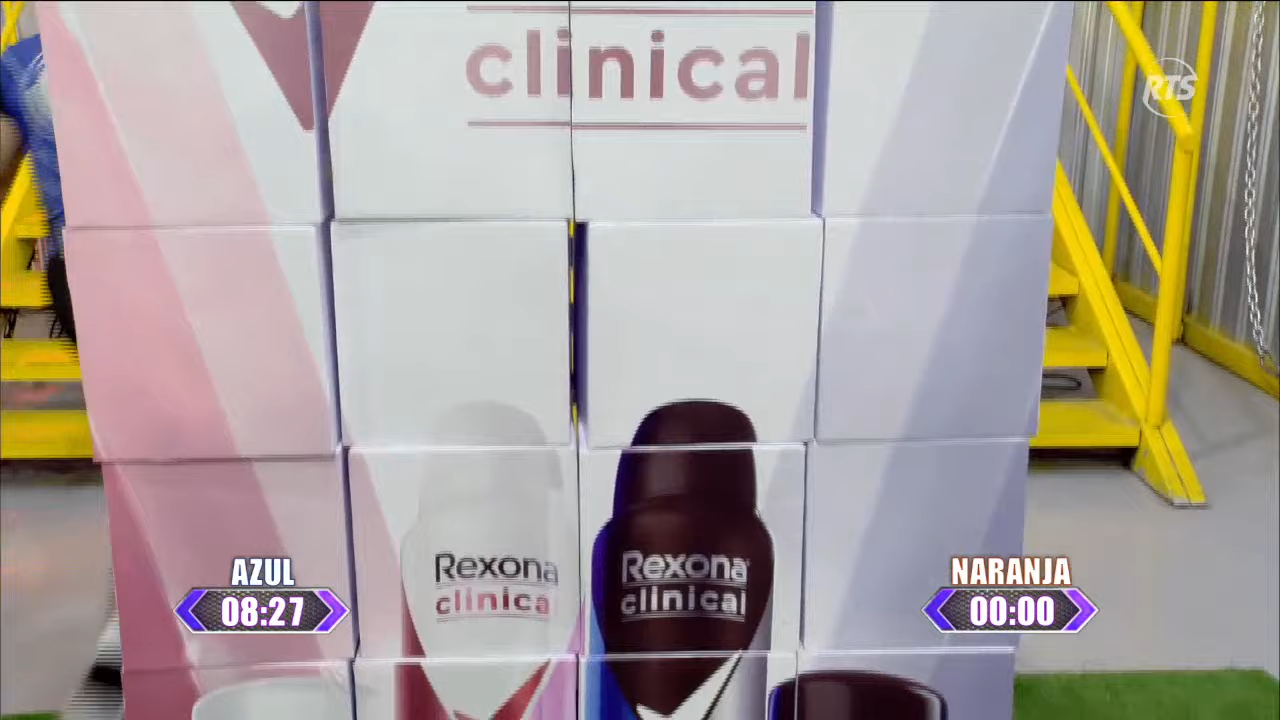 clinical
RTS
Rexona
clinical
Rexona
clinical
AZUL
08:27
NARANJA
00:00